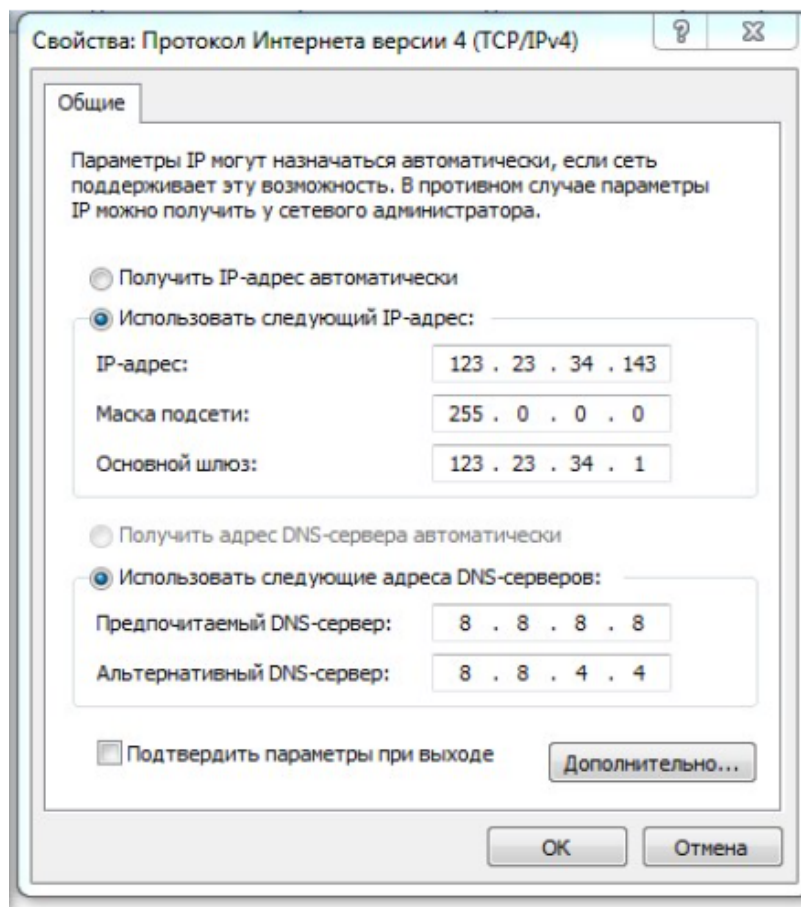 Свойства: Протокол Интернета версии 4 (TCP/IPv4)
Общие
Параметры IP могут назначаться автоматически, если сеть
поддерживает эту возможность. В противном случае параметры
IP можно получить у сетевого администратора.
Получить IP-адрес автоматически
Использовать следующий IP-адрес:
IP-адрес: 123 . 23 . 34 . 143
Маска подсети: 255 . 0 . 0 . 0
Основной шлюз: 123 . 23 . 34 . 1
Получить адрес DNS-сервера автоматически
Использовать следующие адреса DNS-серверов:
Предпочитаемый DNS-сервер: 8 . 8 . 8 . 8
Альтернативный DNS-сервер: 8 . 8 . 4 . 4
Подтвердить параметры при выходе
Дополнительно...
ОК Отмена